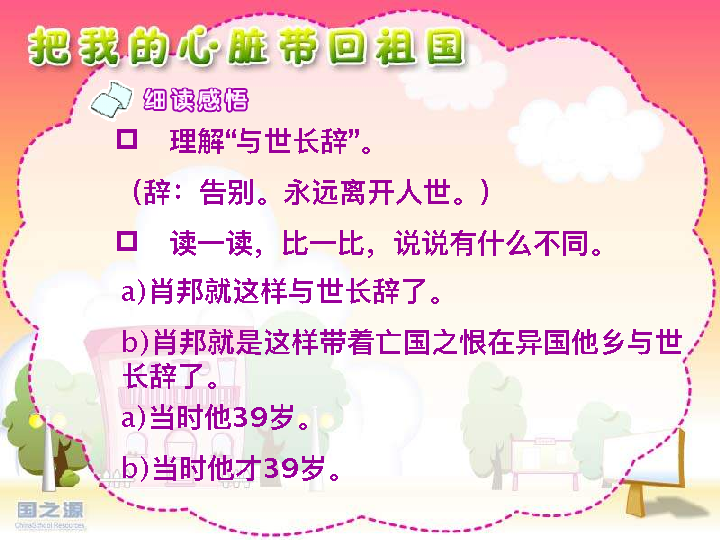 把我的心脏带回祖国
细读感悟
理解“与世长辞”。
（辞：告别。永远离开人世。）
读一读，比一比，说说有什么不同。
a)肖邦就这样与世长辞了。
b)肖邦就是这样带着亡国之恨在异国他乡与世
长辞了。
a)当时他39岁。
b)当时他才39岁。
国之源
ChinaSchool Resources